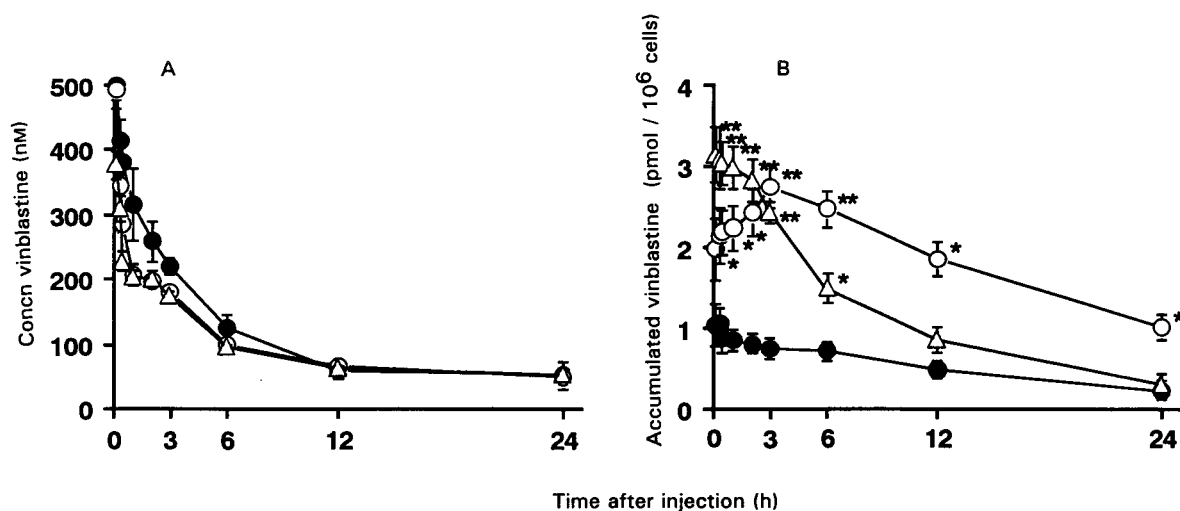 A
Concn vinblastine (nM)
500
400
300
200
100
0
0 3 6 12 24
B
Accumulated vinblastine (pmol / 10⁶ cells)
4
3
2
1
0
0 3 6 12 24
** ** ** ** ** ** ** * * * * * *
Time after injection (h)